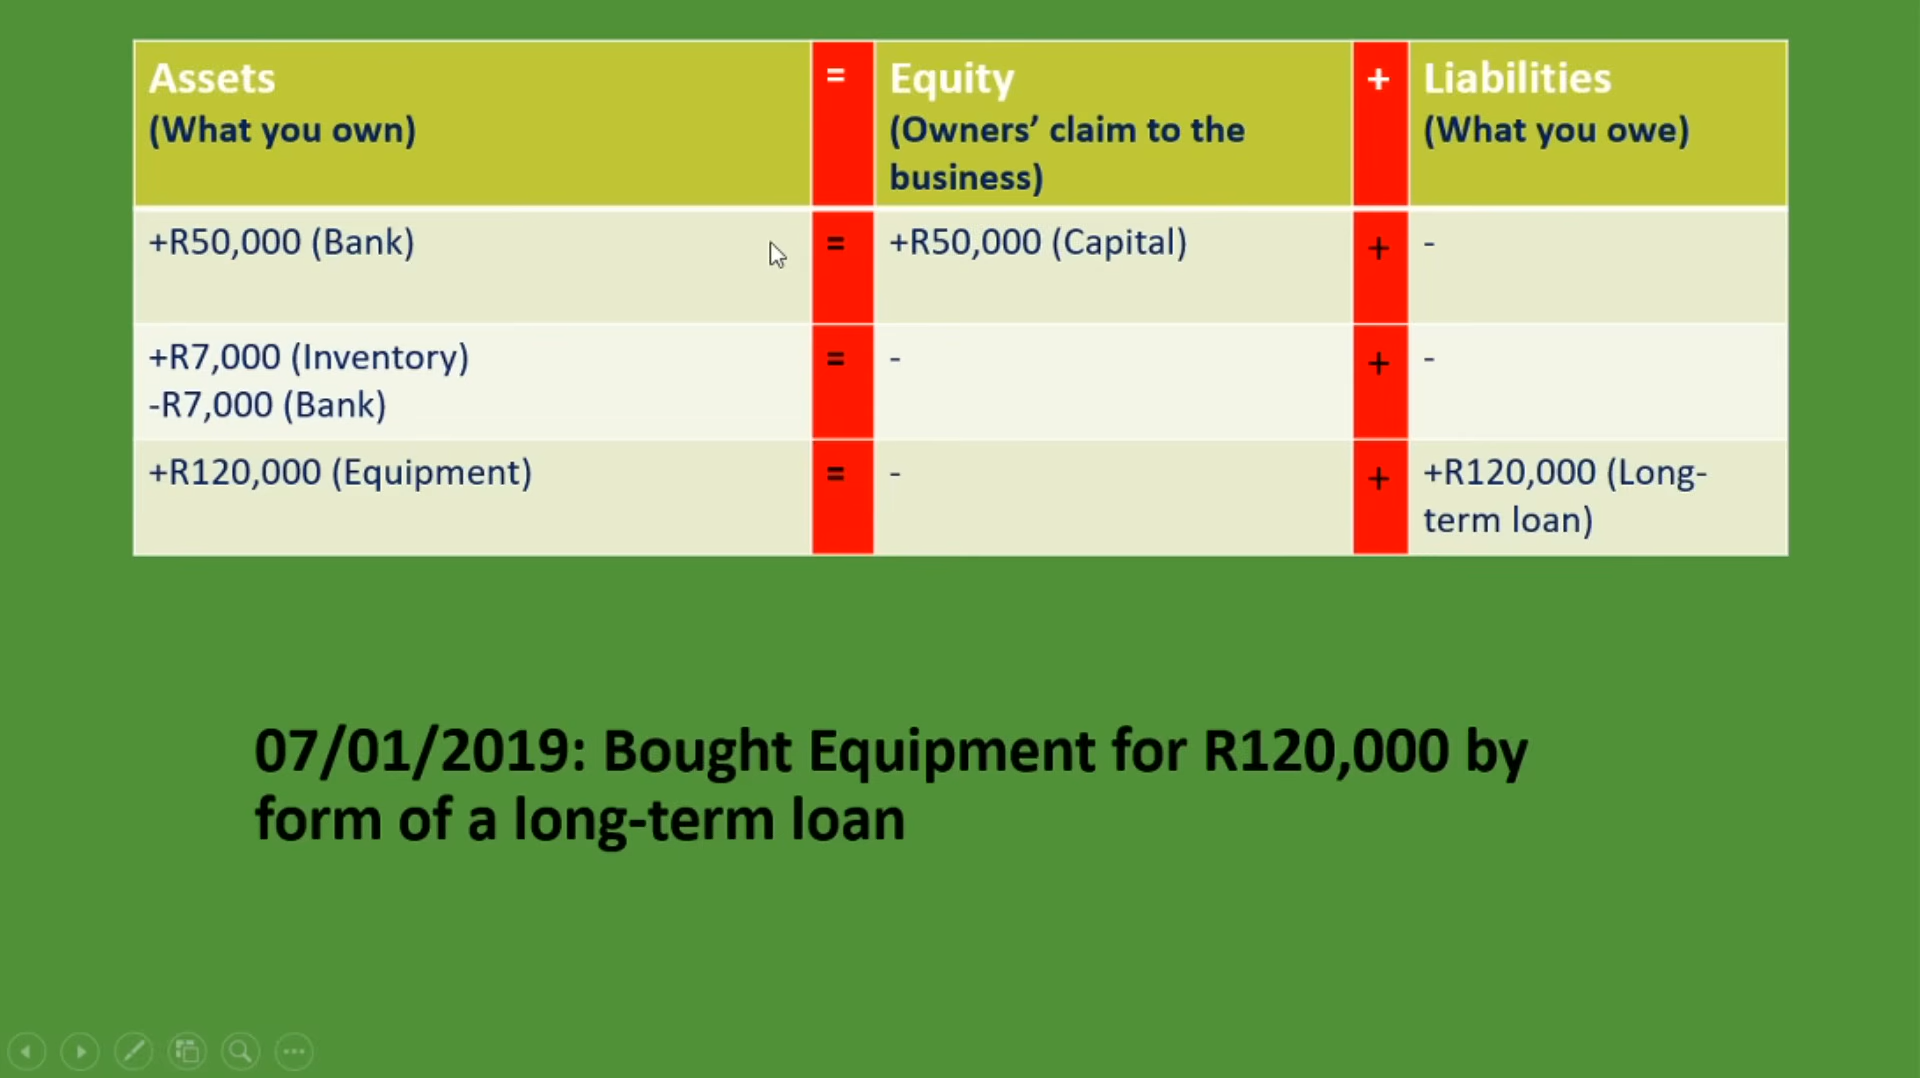 Assets = Equity + Liabilities
(What you own) (Owners’ claim to the (What you owe)
business)
+R50,000 (Bank) = +R50,000 (Capital) + -
+R7,000 (Inventory) = - + -
-R7,000 (Bank)
+R120,000 (Equipment) = - + +R120,000 (Long-
term loan)
07/01/2019: Bought Equipment for R120,000 by
form of a long-term loan